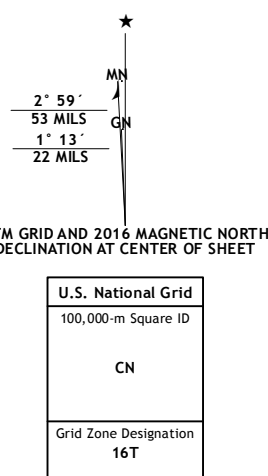 ★
MN
2° 59´
53 MILS
GN
1° 13´
22 MILS
TM GRID AND 2016 MAGNETIC NORTH
DECLINATION AT CENTER OF SHEET
U.S. National Grid
100,000-m Square ID
CN
Grid Zone Designation
16T